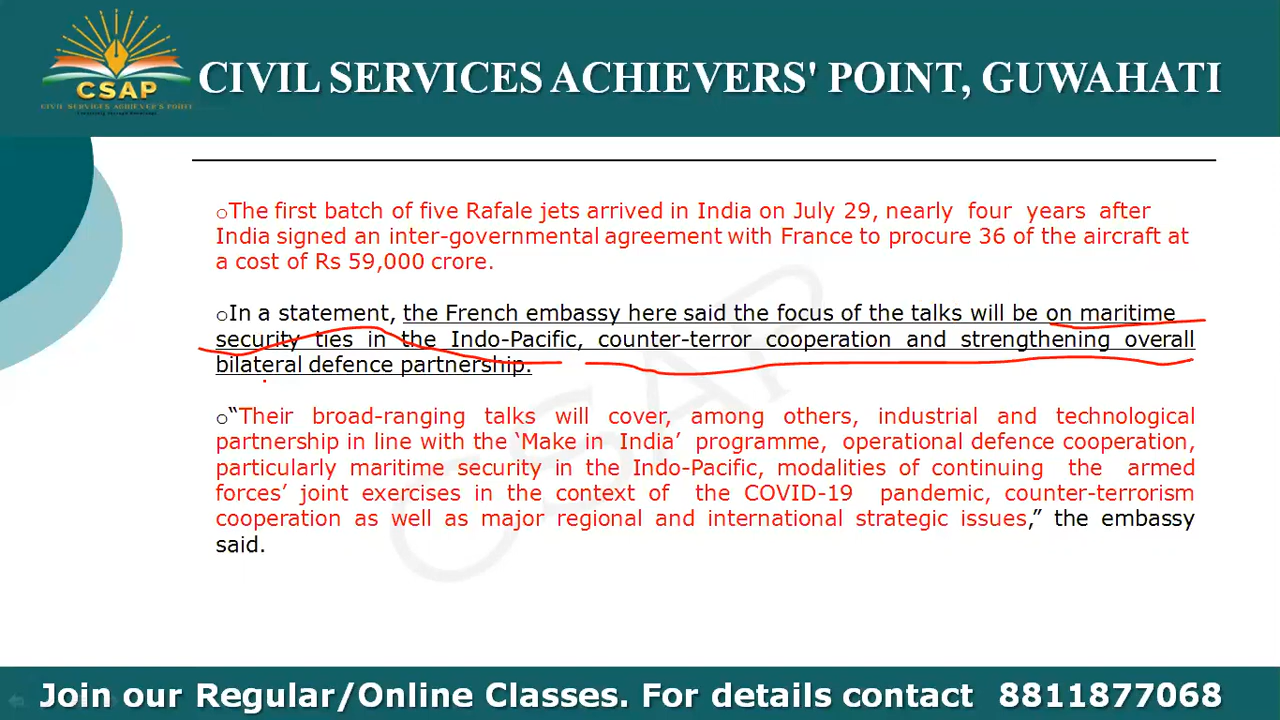 CSAP
CIVIL SERVICES ACHIEVER'S POINT
CIVIL SERVICES ACHIEVERS' POINT, GUWAHATI
oThe first batch of five Rafale jets arrived in India on July 29, nearly four years after
India signed an inter-governmental agreement with France to procure 36 of the aircraft at
a cost of Rs 59,000 crore.
oIn a statement, the French embassy here said the focus of the talks will be on maritime
security ties in the Indo-Pacific, counter-terror cooperation and strengthening overall
bilateral defence partnership.
o“Their broad-ranging talks will cover, among others, industrial and technological
partnership in line with the ‘Make in India’ programme, operational defence cooperation,
particularly maritime security in the Indo-Pacific, modalities of continuing the armed
forces’ joint exercises in the context of the COVID-19 pandemic, counter-terrorism
cooperation as well as major regional and international strategic issues,” the embassy
said.
CSAP
Join our Regular/Online Classes. For details contact 8811877068